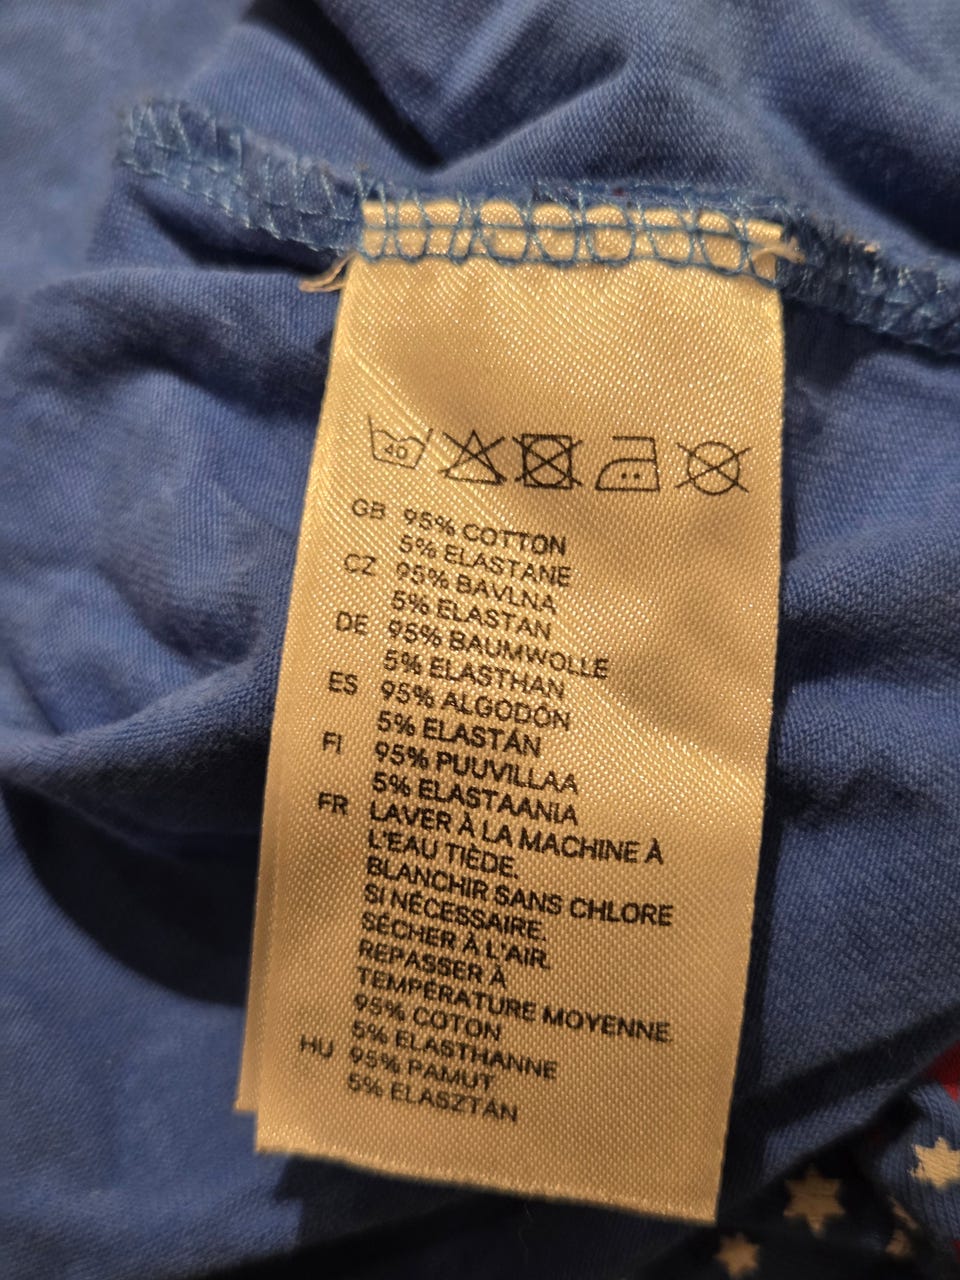 40
GB 95% COTTON
5% ELASTANE
CZ 95% BAVLNA
5% ELASTAN
DE 95% BAUMWOLLE
5% ELASTHAN
ES 95% ALGODÓN
5% ELASTÁN
FI 95% PUUVILLAA
5% ELASTAANIA
FR LAVER À LA MACHINE À
L'EAU TIÈDE.
BLANCHIR SANS CHLORE
SI NÉCESSAIRE.
SÉCHER À L'AIR.
REPASSER À
TEMPÉRATURE MOYENNE.
95% COTON
5% ELASTHANNE
HU 95% PAMUT
5% ELASZTÁN